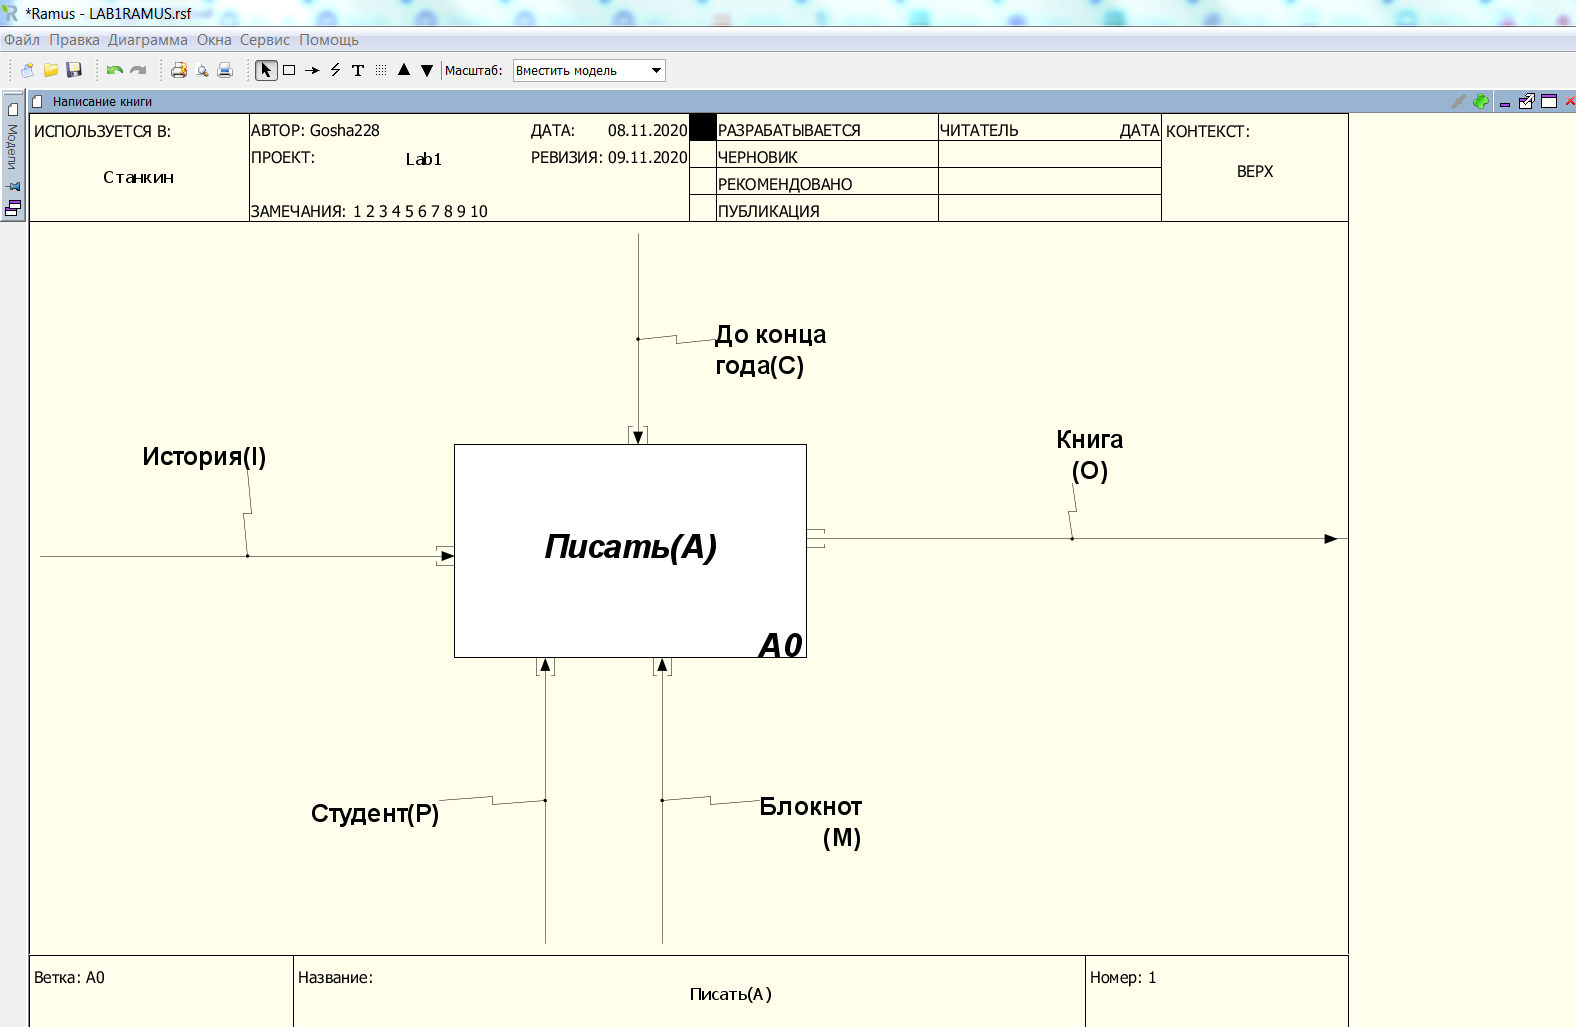 *Ramus - LAB1RAMUS.rsf
Файл Правка Диаграмма Окна Сервис Помощь
Масштаб: Вместить модель
Модели
Написание книги
ИСПОЛЬЗУЕТСЯ В:
Станкин
АВТОР: Gosha228
ДАТА: 08.11.2020
ПРОЕКТ: Lab1
РЕВИЗИЯ: 09.11.2020
ЗАМЕЧАНИЯ: 1 2 3 4 5 6 7 8 9 10
РАЗРАБАТЫВАЕТСЯ
ЧЕРНОВИК
РЕКОМЕНДОВАНО
ПУБЛИКАЦИЯ
ЧИТАТЕЛЬ ДАТА
КОНТЕКСТ:
ВЕРХ
До конца
года(C)
История(I)
Книга
(O)
Писать(A)
A0
Студент(P)
Блокнот
(M)
Ветка: A0
Название:
Писать(A)
Номер: 1